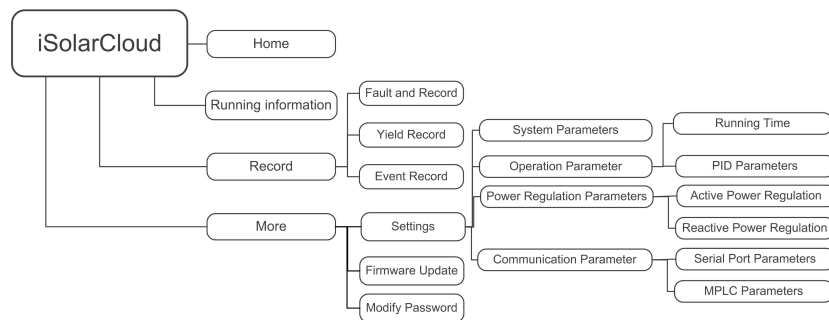 iSolarCloud
Home
Running information
Record
Fault and Record
Yield Record
Event Record
More
Settings
System Parameters
Operation Parameter
Running Time
PID Parameters
Power Regulation Parameters
Active Power Regulation
Reactive Power Regulation
Communication Parameter
Serial Port Parameters
MPLC Parameters
Firmware Update
Modify Password